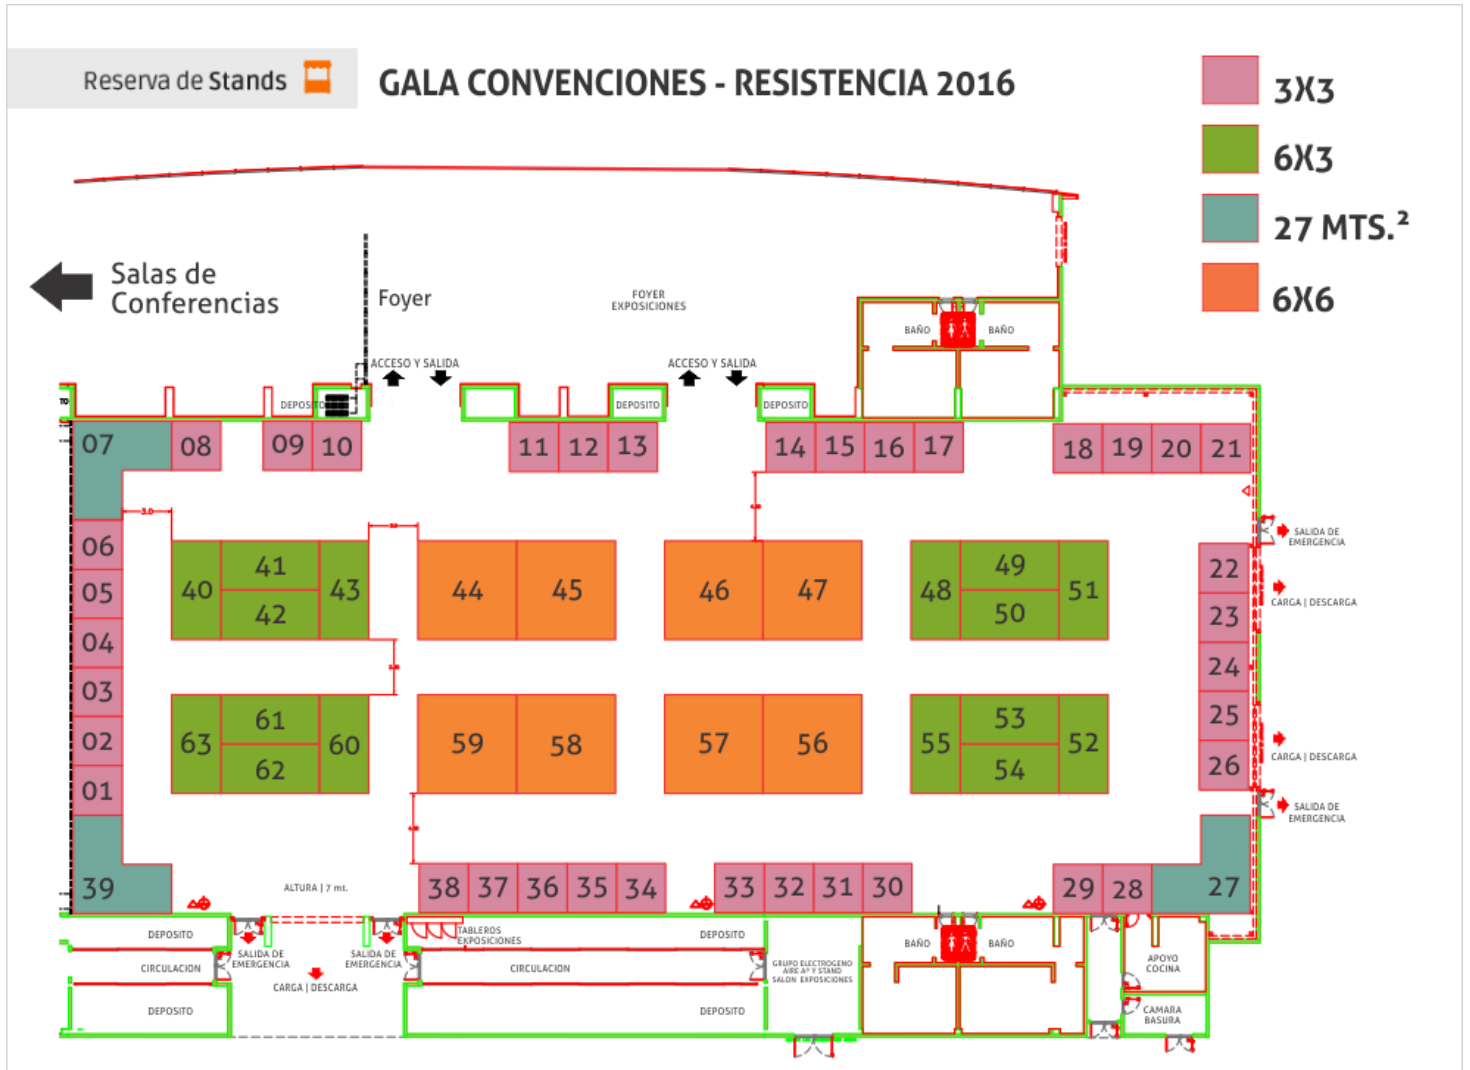 Reserva de Stands
GALA CONVENCIONES - RESISTENCIA 2016
3X3
6X3
27 MTS.²
6X6
Salas de
Conferencias
Foyer
FOYER
EXPOSICIONES
BAÑO
BAÑO
ACCESO Y SALIDA
ACCESO Y SALIDA
TO
DEPOSITO
DEPOSITO
DEPOSITO
07
08
09
10
11
12
13
14
15
16
17
18
19
20
21
3.0
SALIDA DE
EMERGENCIA
06
05
04
03
02
01
40
41
42
43
44
45
46
47
48
49
50
51
22
23
24
25
26
CARGA | DESCARGA
63
61
62
60
59
58
57
56
55
53
54
52
CARGA | DESCARGA
SALIDA DE
EMERGENCIA
39
ALTURA | 7 mt.
38
37
36
35
34
33
32
31
30
29
28
27
DEPOSITO
SALIDA DE
EMERGENCIA
SALIDA DE
EMERGENCIA
TABLEROS
EXPOSICIONES
DEPOSITO
BAÑO
BAÑO
CIRCULACION
CARGA | DESCARGA
CIRCULACION
GRUPO ELECTROGENO
AIRE Aº Y STAND
SALON EXPOSICIONES
APOYO
COCINA
DEPOSITO
DEPOSITO
CAMARA
BASURA